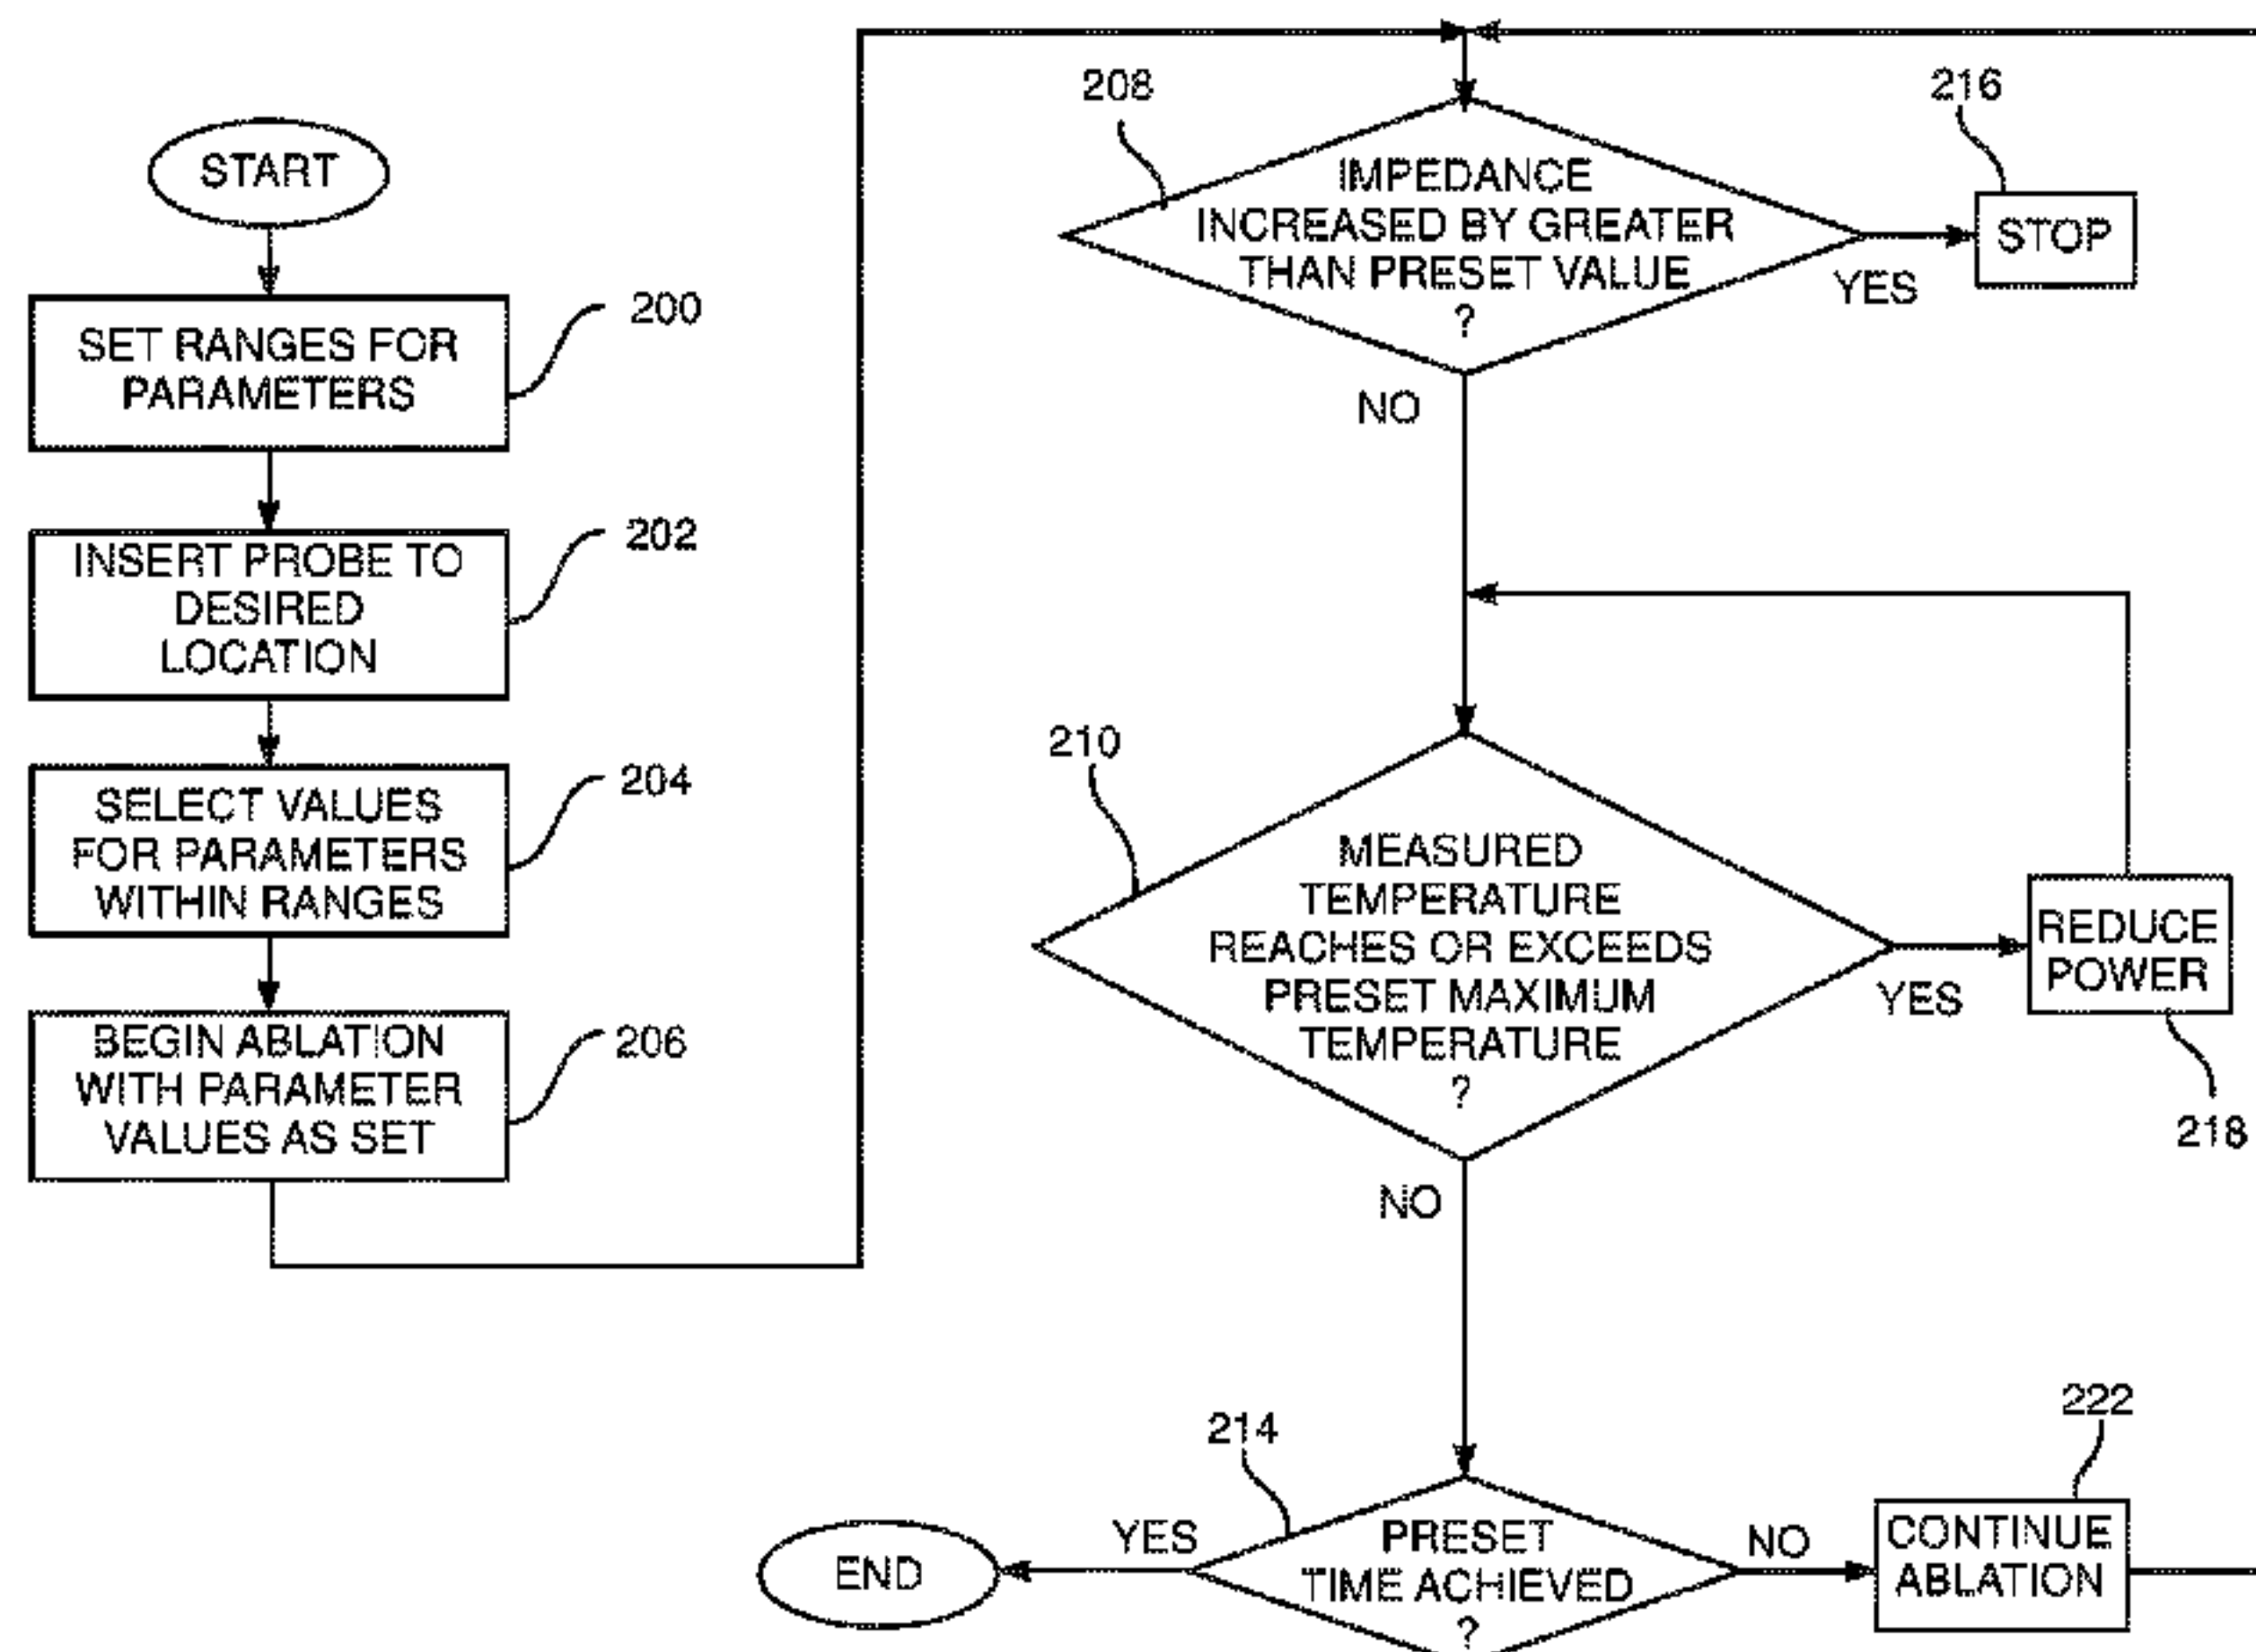 START
SET RANGES FOR
PARAMETERS
200
INSERT PROBE TO
DESIRED
LOCATION
202
SELECT VALUES
FOR PARAMETERS
WITHIN RANGES
204
BEGIN ABLATION
WITH PARAMETER
VALUES AS SET
206
208
IMPEDANCE
INCREASED BY GREATER
THAN PRESET VALUE
?
YES
216
STOP
NO
210
MEASURED
TEMPERATURE
REACHES OR EXCEEDS
PRESET MAXIMUM
TEMPERATURE
?
YES
REDUCE
POWER
218
NO
214
PRESET
TIME ACHIEVED
?
YES
END
NO
222
CONTINUE
ABLATION